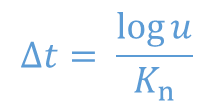 Δt = log u / Kₙ